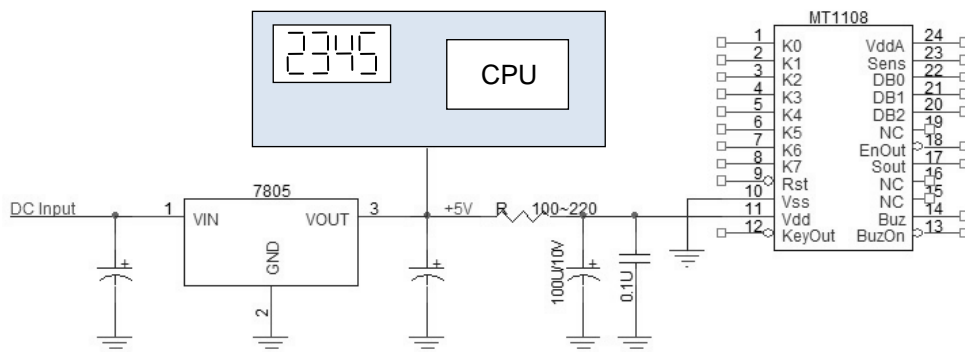 MT1108
2345
CPU
1 K0 VddA 24
2 K1 Sens 23
3 K2 DB0 22
4 K3 DB1 21
5 K4 DB2 20
6 K5 NC 19
7 K6 EnOut 18
8 K7 Sout 17
9 Rst NC 16
10 Vss NC 15
11 Vdd Buz 14
12 KeyOut BuzOn 13
7805
DC Input 1 VIN VOUT 3 +5V R 100~220
GND
2
+
+
+
100U/10V
0.1U